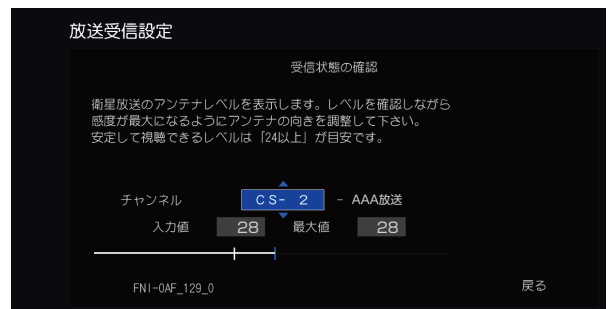 放送受信設定
受信状態の確認
衛星放送のアンテナレベルを表示します。レベルを確認しながら
感度が最大になるようにアンテナの向きを調整して下さい。
安定して視聴できるレベルは「24以上」が目安です。
チャンネル CS- 2 - AAA放送
入力値 28 最大値 28
FNI-0AF_129_0 戻る